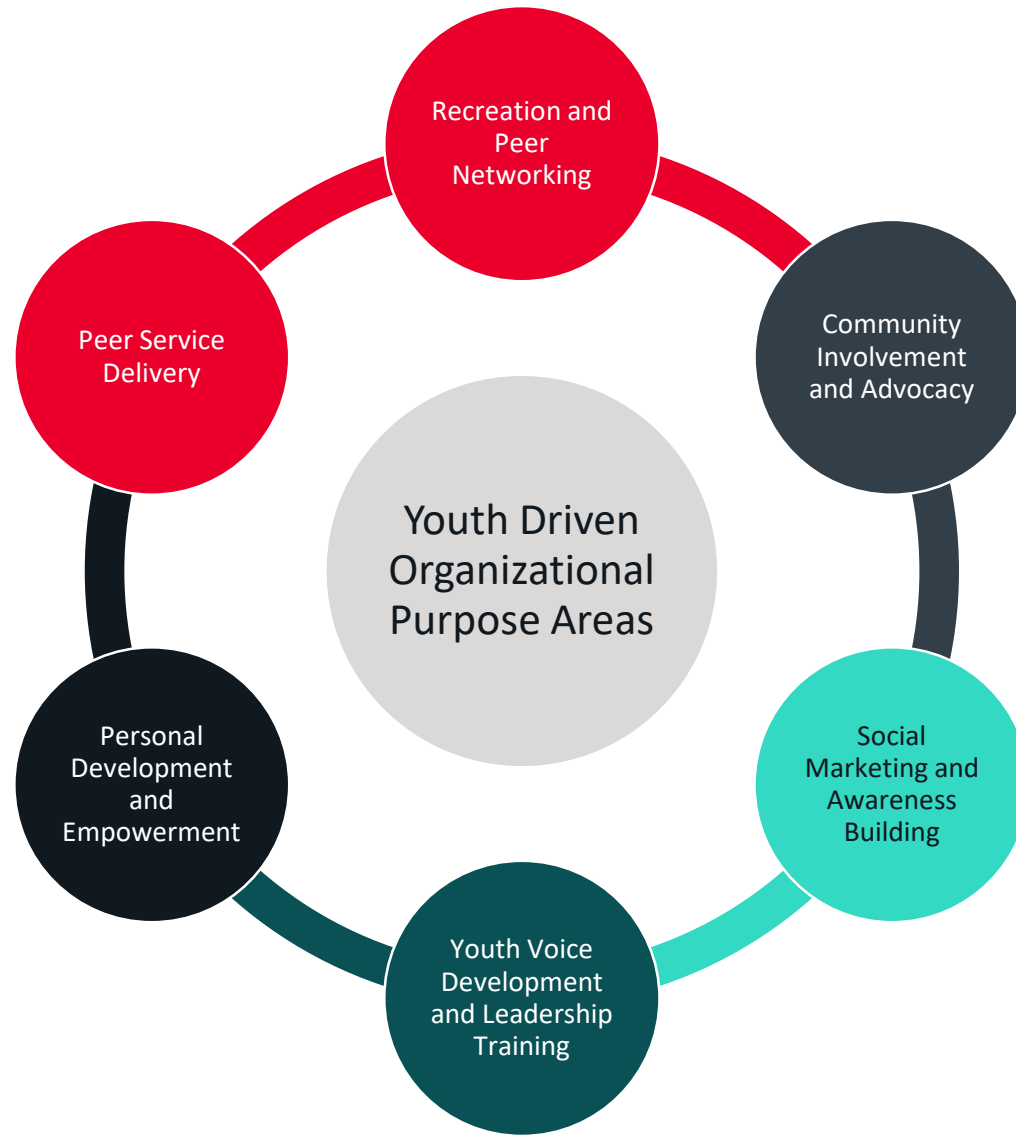 Recreation and
Peer
Networking
Community
Involvement
and Advocacy
Social
Marketing and
Awareness
Building
Youth Voice
Development
and Leadership
Training
Personal
Development
and
Empowerment
Peer Service
Delivery
Youth Driven
Organizational
Purpose Areas